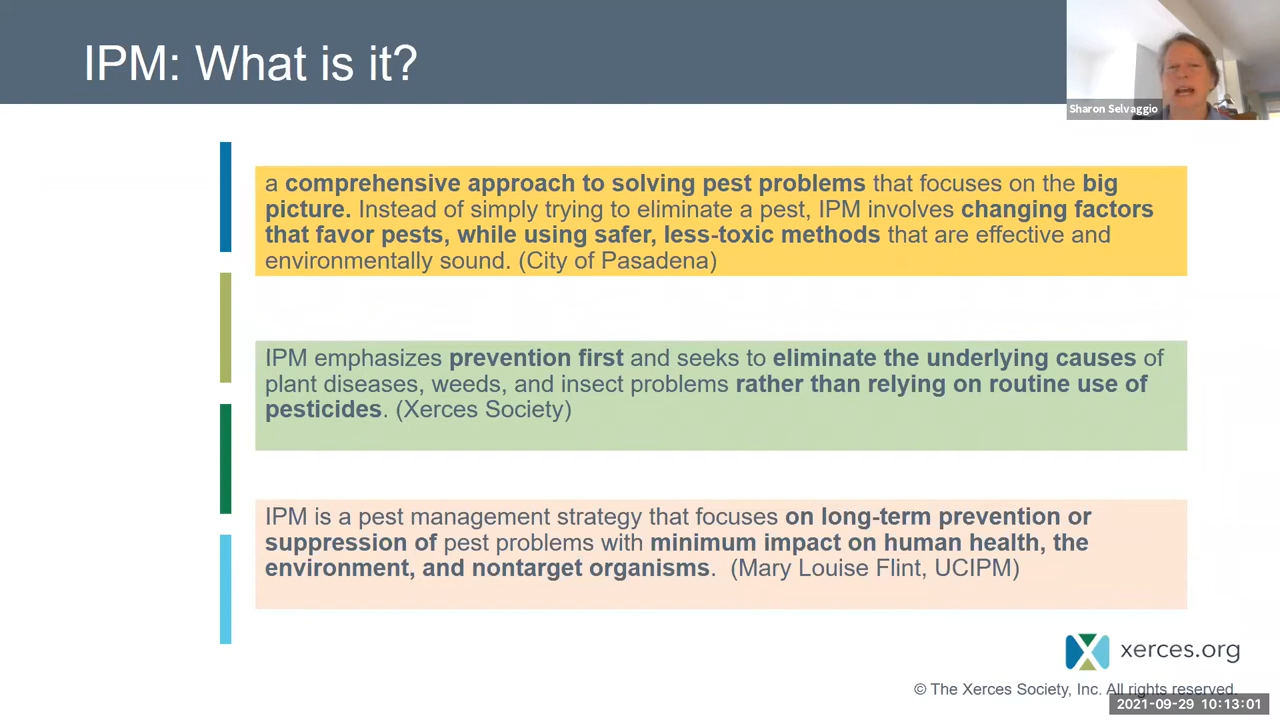 IPM: What is it?
Sharon Selvaggio
a comprehensive approach to solving pest problems that focuses on the big
picture. Instead of simply trying to eliminate a pest, IPM involves changing factors
that favor pests, while using safer, less-toxic methods that are effective and
environmentally sound. (City of Pasadena)
IPM emphasizes prevention first and seeks to eliminate the underlying causes of
plant diseases, weeds, and insect problems rather than relying on routine use of
pesticides. (Xerces Society)
IPM is a pest management strategy that focuses on long-term prevention or
suppression of pest problems with minimum impact on human health, the
environment, and nontarget organisms. (Mary Louise Flint, UCIPM)
xerces.org
© The Xerces Society, Inc. All rights reserved.
2021-09-29 10:13:01